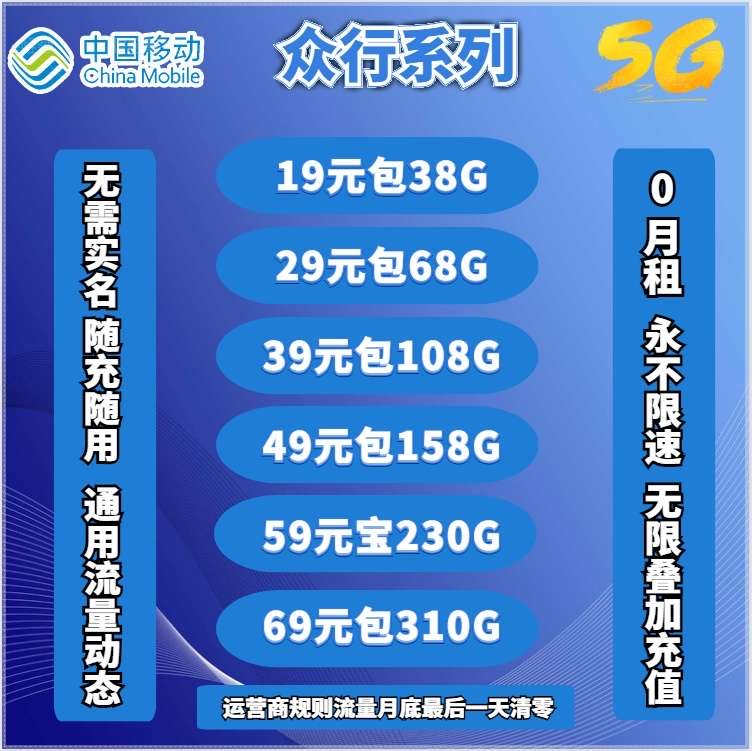 中国移动
China Mobile
众行系列
5G
无需实名 随充随用 通用流量动态
19元包38G
29元包68G
39元包108G
49元包158G
59元宝230G
69元包310G
0月租 永不限速 无限叠加充值
运营商规则流量月底最后一天清零